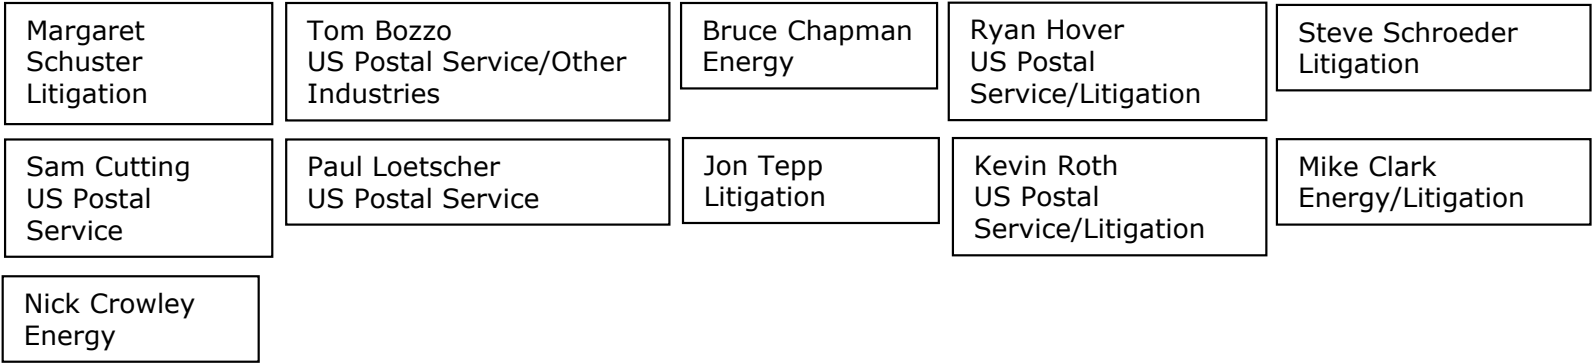 Margaret
Schuster
Litigation
Tom Bozzo
US Postal Service/Other
Industries
Bruce Chapman
Energy
Ryan Hover
US Postal
Service/Litigation
Steve Schroeder
Litigation
Sam Cutting
US Postal
Service
Paul Loetscher
US Postal Service
Jon Tepp
Litigation
Kevin Roth
US Postal
Service/Litigation
Mike Clark
Energy/Litigation
Nick Crowley
Energy